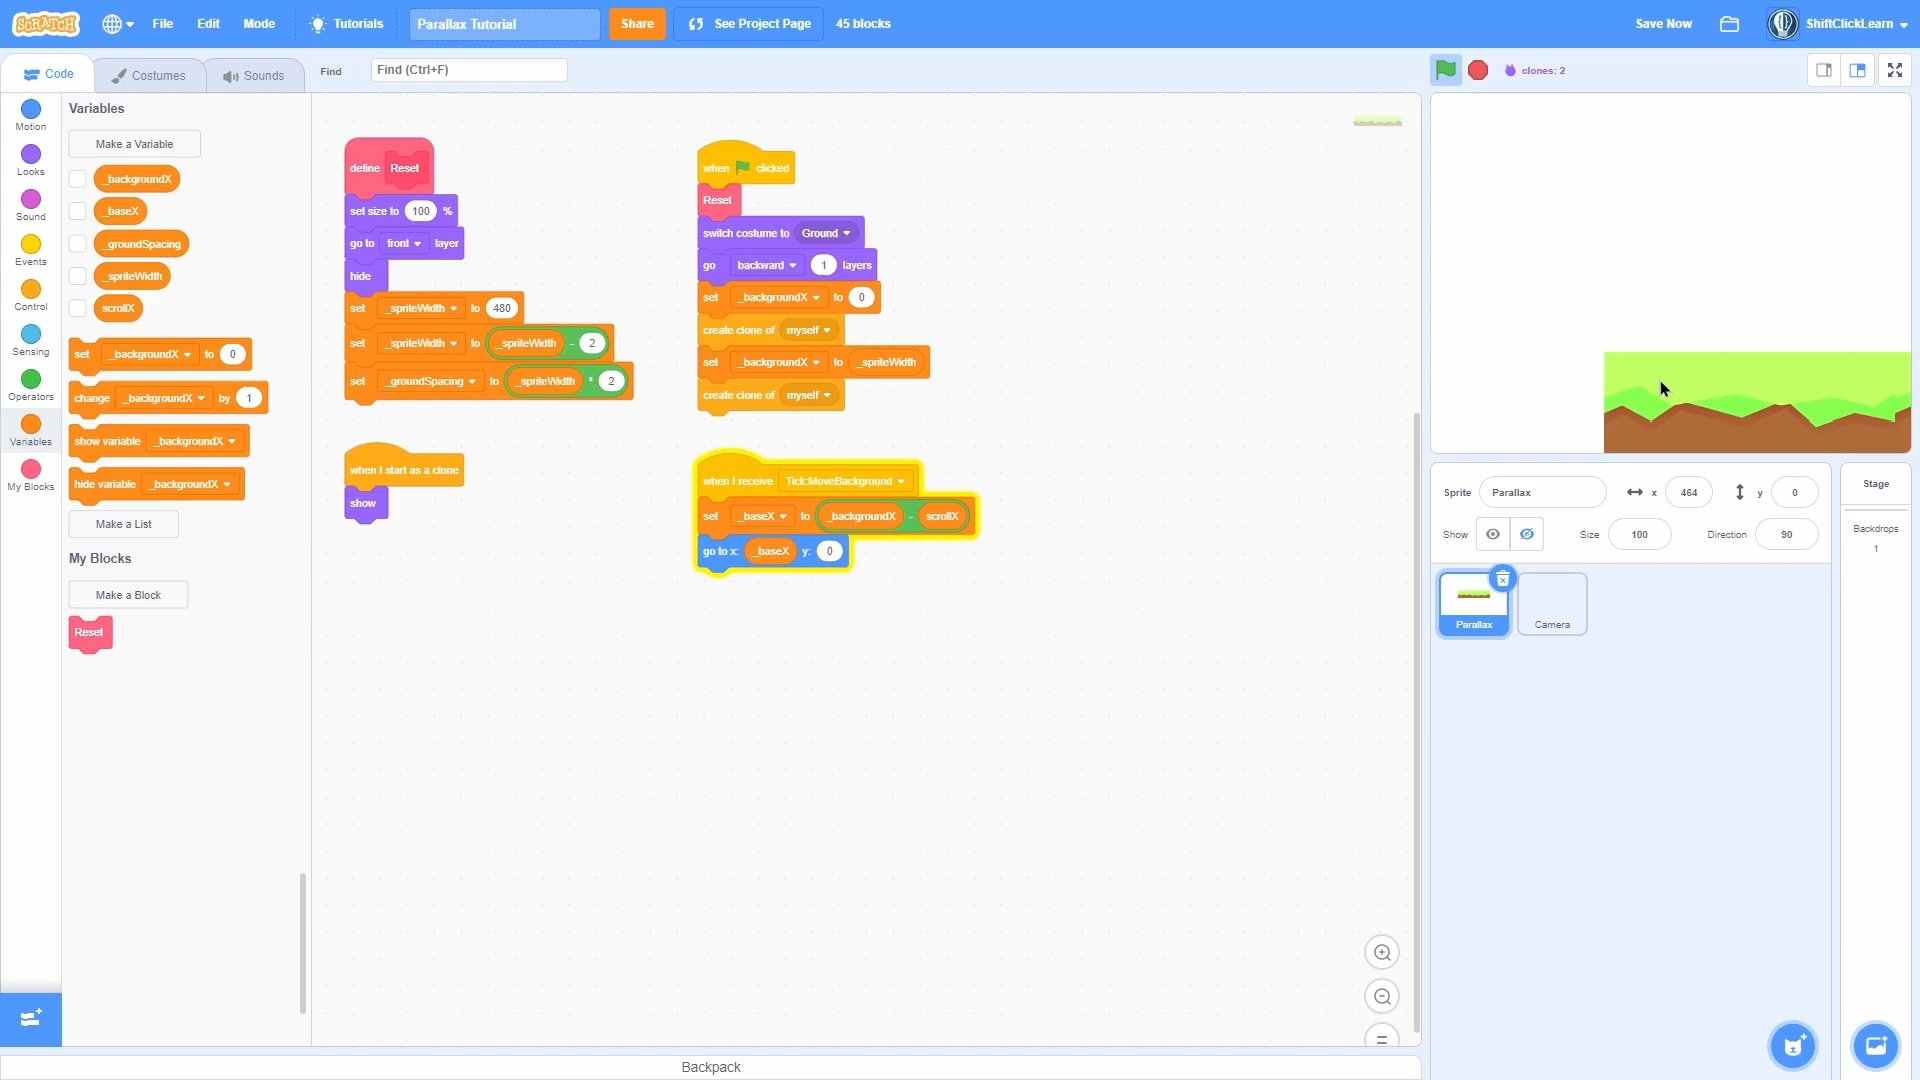 SCRATCH
File
Edit
Mode
Tutorials
Parallax Tutorial
Share
See Project Page
45 blocks
Save Now
ShiftClickLearn
Code
Costumes
Sounds
Find
Find (Ctrl+F)
clones: 2
Motion
Looks
Sound
Events
Control
Sensing
Operators
Variables
My Blocks
Variables
Make a Variable
_backgroundX
_baseX
_groundSpacing
_spriteWidth
scrollX
set _backgroundX to 0
change _backgroundX by 1
show variable _backgroundX
hide variable _backgroundX
Make a List
My Blocks
Make a Block
Reset
define Reset
set size to 100 %
go to front layer
hide
set _spriteWidth to 480
set _spriteWidth to _spriteWidth - 2
set _groundSpacing to _spriteWidth * 2
when I start as a clone
show
when clicked
Reset
switch costume to Ground
go backward 1 layers
set _backgroundX to 0
create clone of myself
set _backgroundX to _spriteWidth
create clone of myself
when I receive Tick:MoveBackground
set _baseX to _backgroundX - scrollX
go to x: _baseX y: 0
Sprite Parallax x 464 y 0
Show Size 100 Direction 90
Parallax
Camera
Stage
Backdrops
1
Backpack